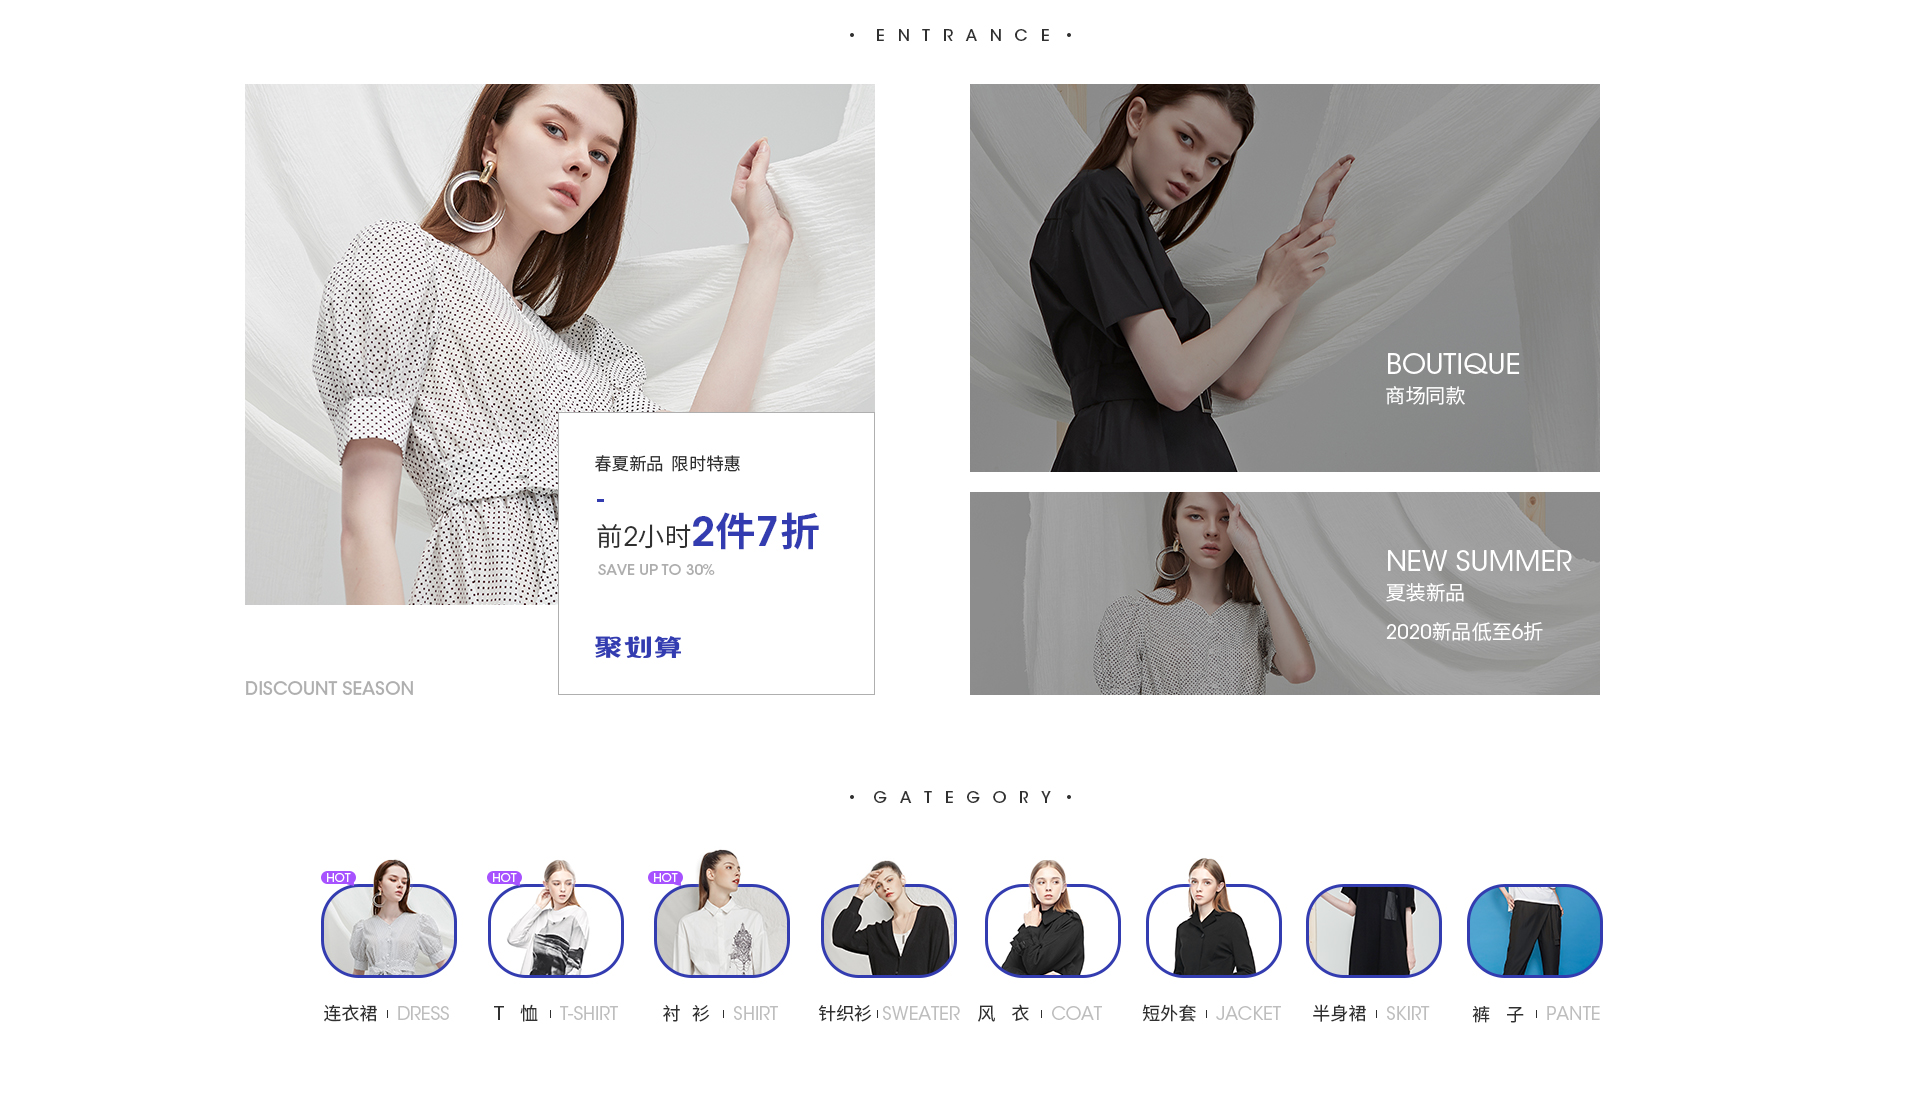 • ENTRANCE •
春夏新品 限时特惠
-
前2小时2件7折
SAVE UP TO 30%
聚划算
DISCOUNT SEASON
BOUTIQUE
商场同款
NEW SUMMER
夏装新品
2020新品低至6折
• GATEGORY •
HOT
HOT
HOT
连衣裙 | DRESS
T 恤 | T-SHIRT
衬 衫 | SHIRT
针织衫 | SWEATER
风 衣 | COAT
短外套 | JACKET
半身裙 | SKIRT
裤 子 | PANTE